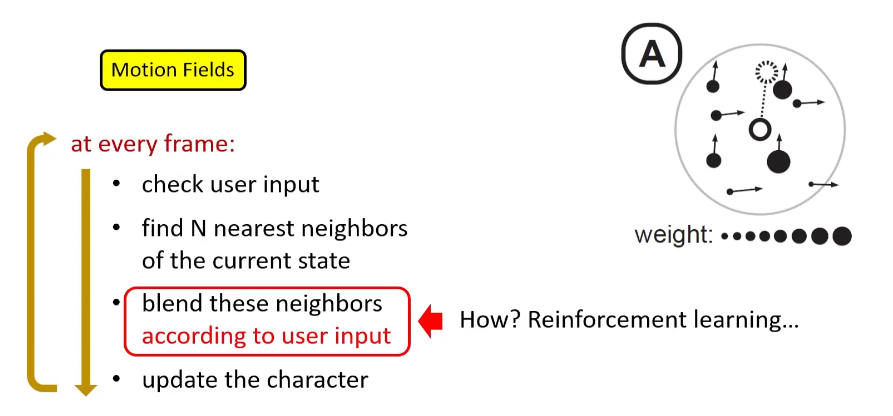 Motion Fields
A
at every frame:
• check user input
• find N nearest neighbors
of the current state
• blend these neighbors
according to user input
How? Reinforcement learning...
• update the character
weight: